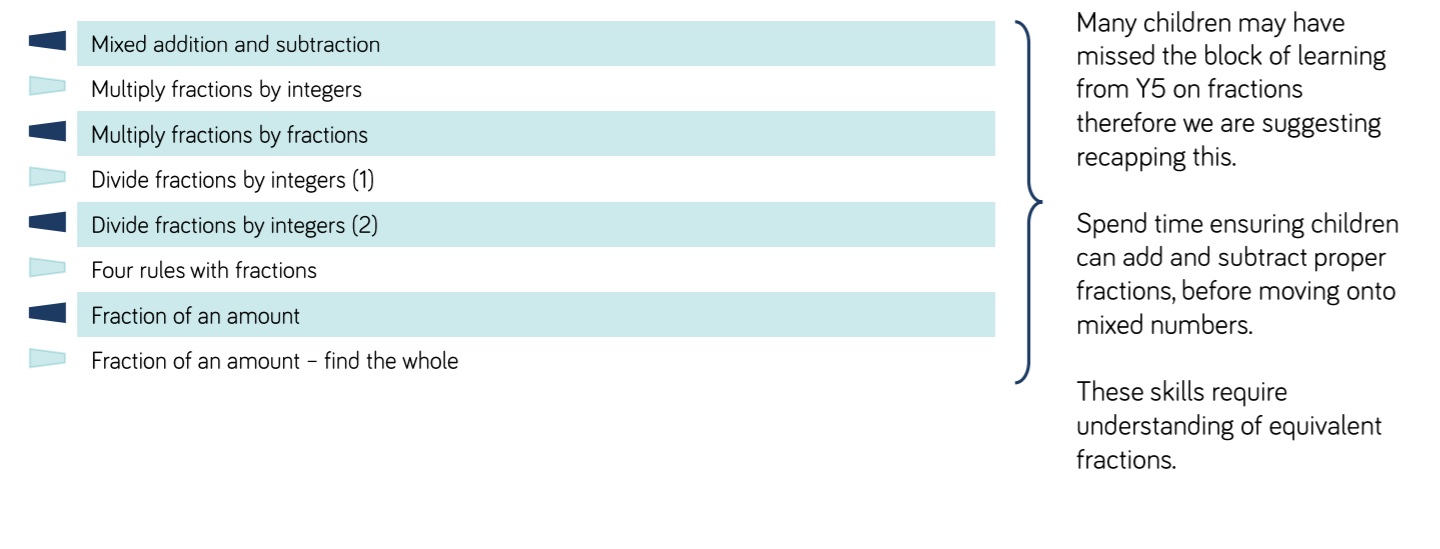 Mixed addition and subtraction
Multiply fractions by integers
Multiply fractions by fractions
Divide fractions by integers (1)
Divide fractions by integers (2)
Four rules with fractions
Fraction of an amount
Fraction of an amount – find the whole
Many children may have
missed the block of learning
from Y5 on fractions
therefore we are suggesting
recapping this.
Spend time ensuring children
can add and subtract proper
fractions, before moving onto
mixed numbers.
These skills require
understanding of equivalent
fractions.